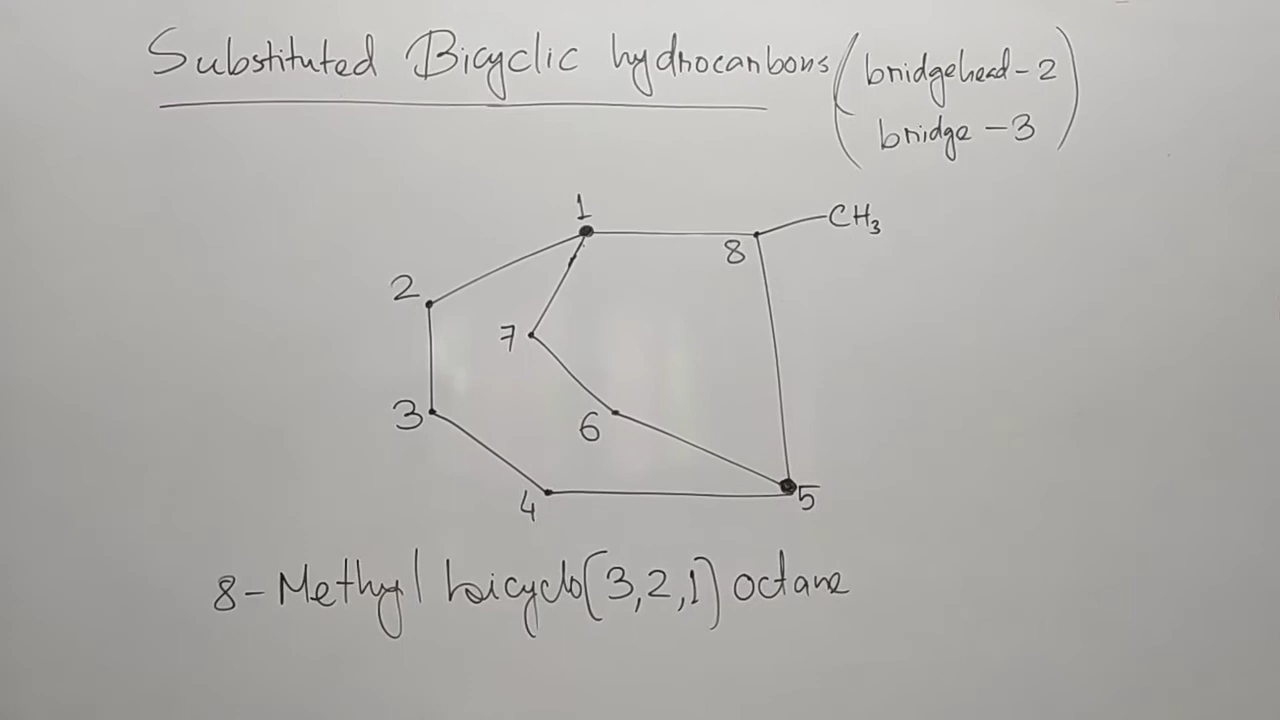 Substituted Bicyclic hydrocarbons (bridgehead-2
bridge-3)
1
8
CH3
2
7
3
6
4
5
8-Methyl bicyclo(3,2,1) octane